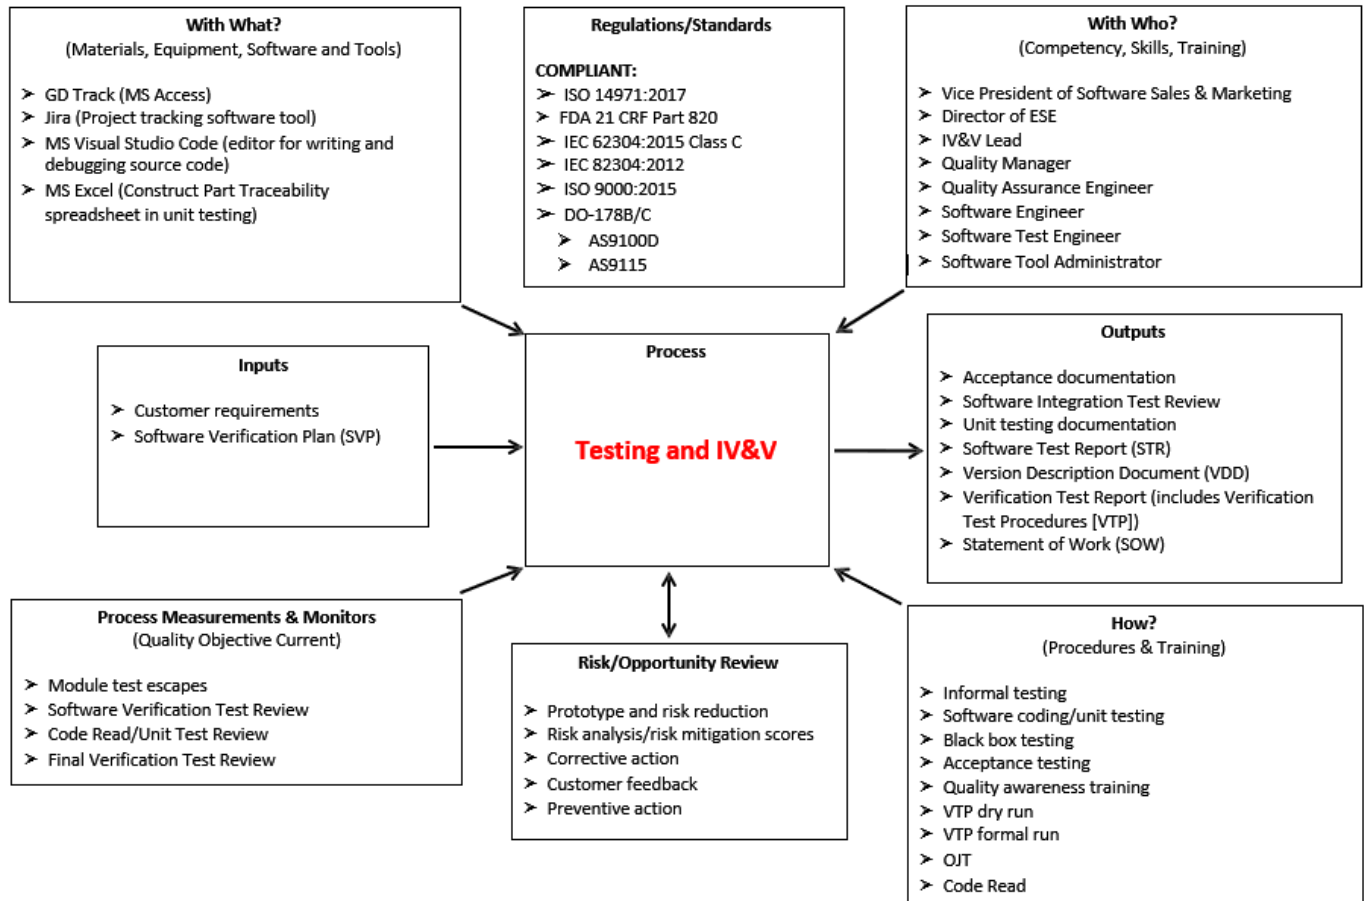 With What?
(Materials, Equipment, Software and Tools)
➢ GD Track (MS Access)
➢ Jira (Project tracking software tool)
➢ MS Visual Studio Code (editor for writing and
debugging source code)
➢ MS Excel (Construct Part Traceability
spreadsheet in unit testing)
Regulations/Standards
COMPLIANT:
➢ ISO 14971:2017
➢ FDA 21 CRF Part 820
➢ IEC 62304:2015 Class C
➢ IEC 82304:2012
➢ ISO 9000:2015
➢ DO-178B/C
➢ AS9100D
➢ AS9115
With Who?
(Competency, Skills, Training)
➢ Vice President of Software Sales & Marketing
➢ Director of ESE
➢ IV&V Lead
➢ Quality Manager
➢ Quality Assurance Engineer
➢ Software Engineer
➢ Software Test Engineer
➢ Software Tool Administrator
Inputs
➢ Customer requirements
➢ Software Verification Plan (SVP)
Process
Testing and IV&V
Outputs
➢ Acceptance documentation
➢ Software Integration Test Review
➢ Unit testing documentation
➢ Software Test Report (STR)
➢ Version Description Document (VDD)
➢ Verification Test Report (includes Verification
Test Procedures [VTP])
➢ Statement of Work (SOW)
Process Measurements & Monitors
(Quality Objective Current)
➢ Module test escapes
➢ Software Verification Test Review
➢ Code Read/Unit Test Review
➢ Final Verification Test Review
Risk/Opportunity Review
➢ Prototype and risk reduction
➢ Risk analysis/risk mitigation scores
➢ Corrective action
➢ Customer feedback
➢ Preventive action
How?
(Procedures & Training)
➢ Informal testing
➢ Software coding/unit testing
➢ Black box testing
➢ Acceptance testing
➢ Quality awareness training
➢ VTP dry run
➢ VTP formal run
➢ OJT
➢ Code Read